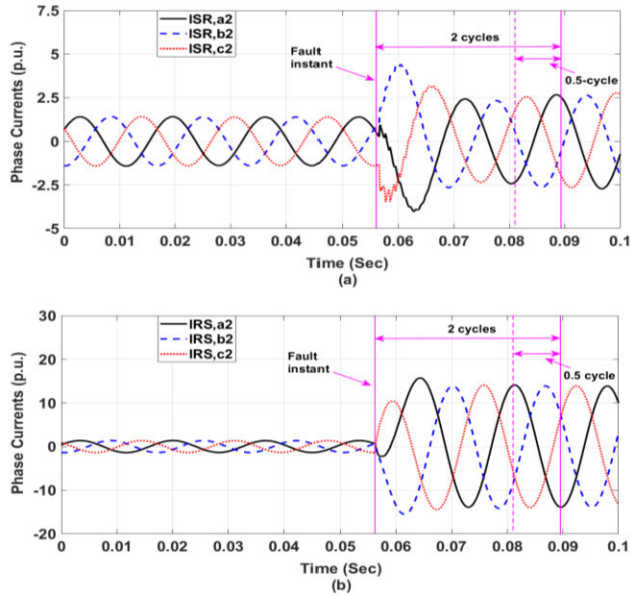 7.5
5
2.5
0
-2.5
-5
Phase Currents (p.u.)
ISR,a2
ISR,b2
ISR,c2
Fault
instant
2 cycles
0.5-cycle
0 0.01 0.02 0.03 0.04 0.05 0.06 0.07 0.08 0.09 0.1
Time (Sec)
(a)
30
20
10
0
-10
-20
Phase Currents (p.u.)
IRS,a2
IRS,b2
IRS,c2
Fault
instant
2 cycles
0.5 cycle
0 0.01 0.02 0.03 0.04 0.05 0.06 0.07 0.08 0.09 0.1
Time (Sec)
(b)